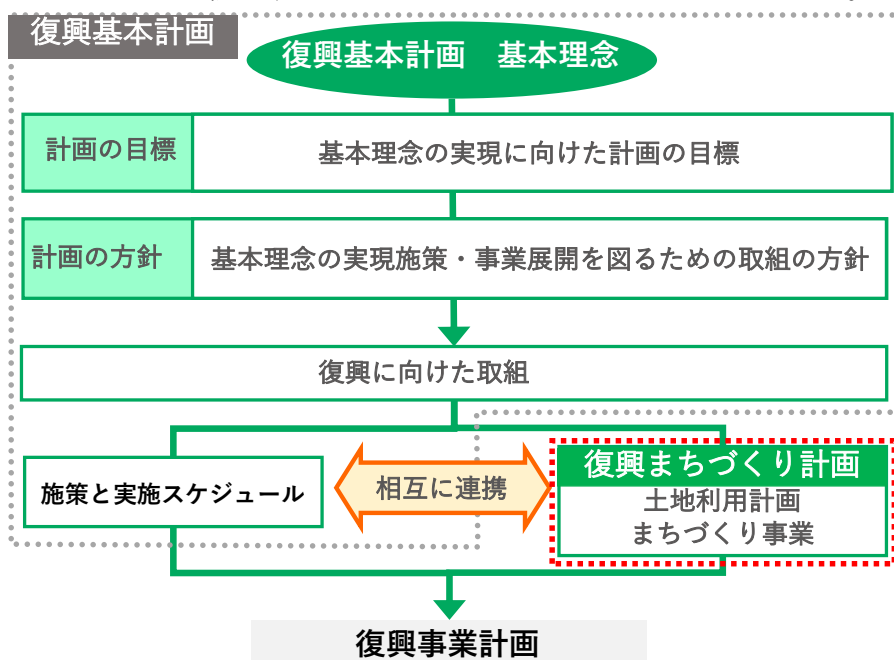 復興基本計画
復興基本計画　基本理念
計画の目標
基本理念の実現に向けた計画の目標
計画の方針
基本理念の実現施策・事業展開を図るための取組の方針
復興に向けた取組
施策と実施スケジュール
相互に連携
復興まちづくり計画
土地利用計画
まちづくり事業
復興事業計画